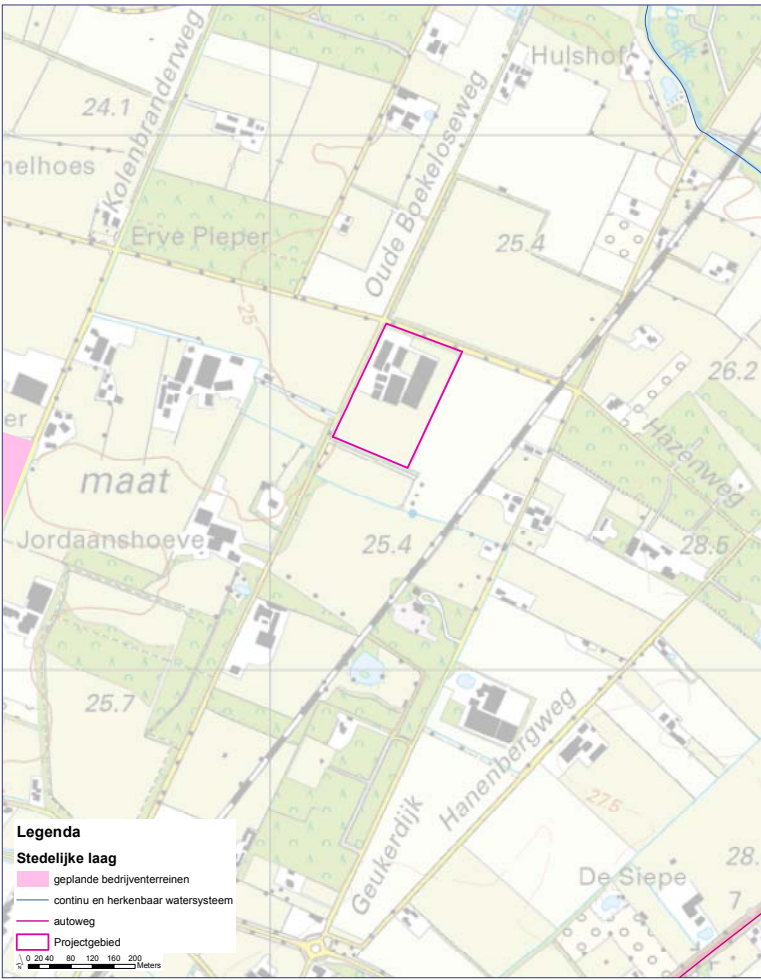 Hulshof
beek
Kolenbranderweg
24.1
Oude Boekeloseweg
nelhoes
Erve Pleper
25.4
25
26.2
er
Hazenweg
maat
Jordaanshoeve
25.4
28.5
25.7
Hanenbergweg
27.5
Geukerdijk
28.
De Siepe
7
Legenda
Stedelijke laag
geplande bedrijventerreinen
continu en herkenbaar watersysteem
autoweg
Projectgebied
N
0 20 40 80 120 160 200
Meters